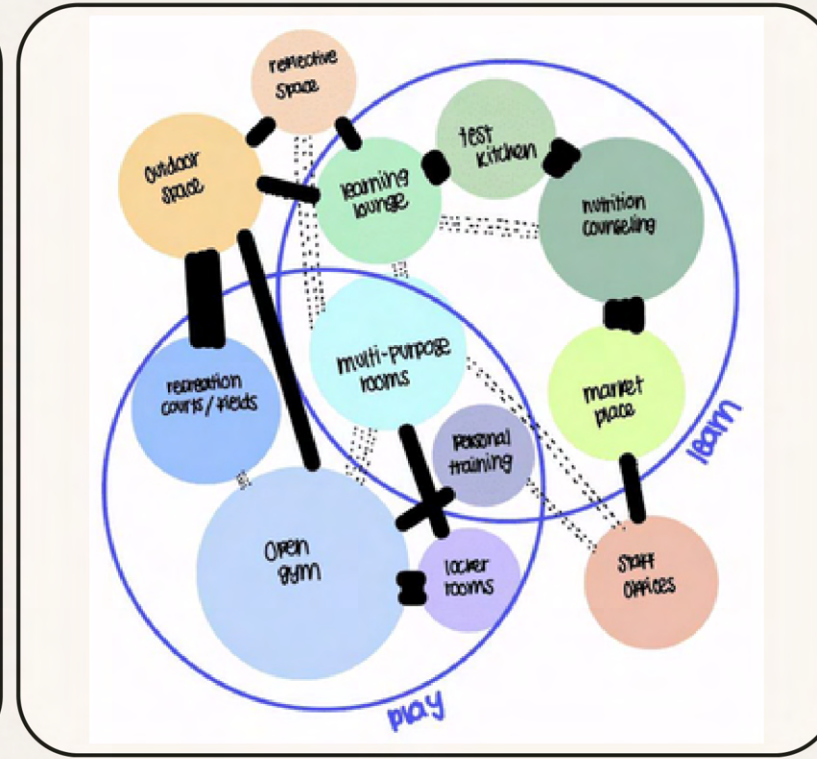 reflective
space
outdoor
space
learning
lounge
test
kitchen
nutrition
counseling
multi-purpose
rooms
recreation
courts/fields
market
place
learn
personal
training
open
gym
locker
rooms
staff
offices
play